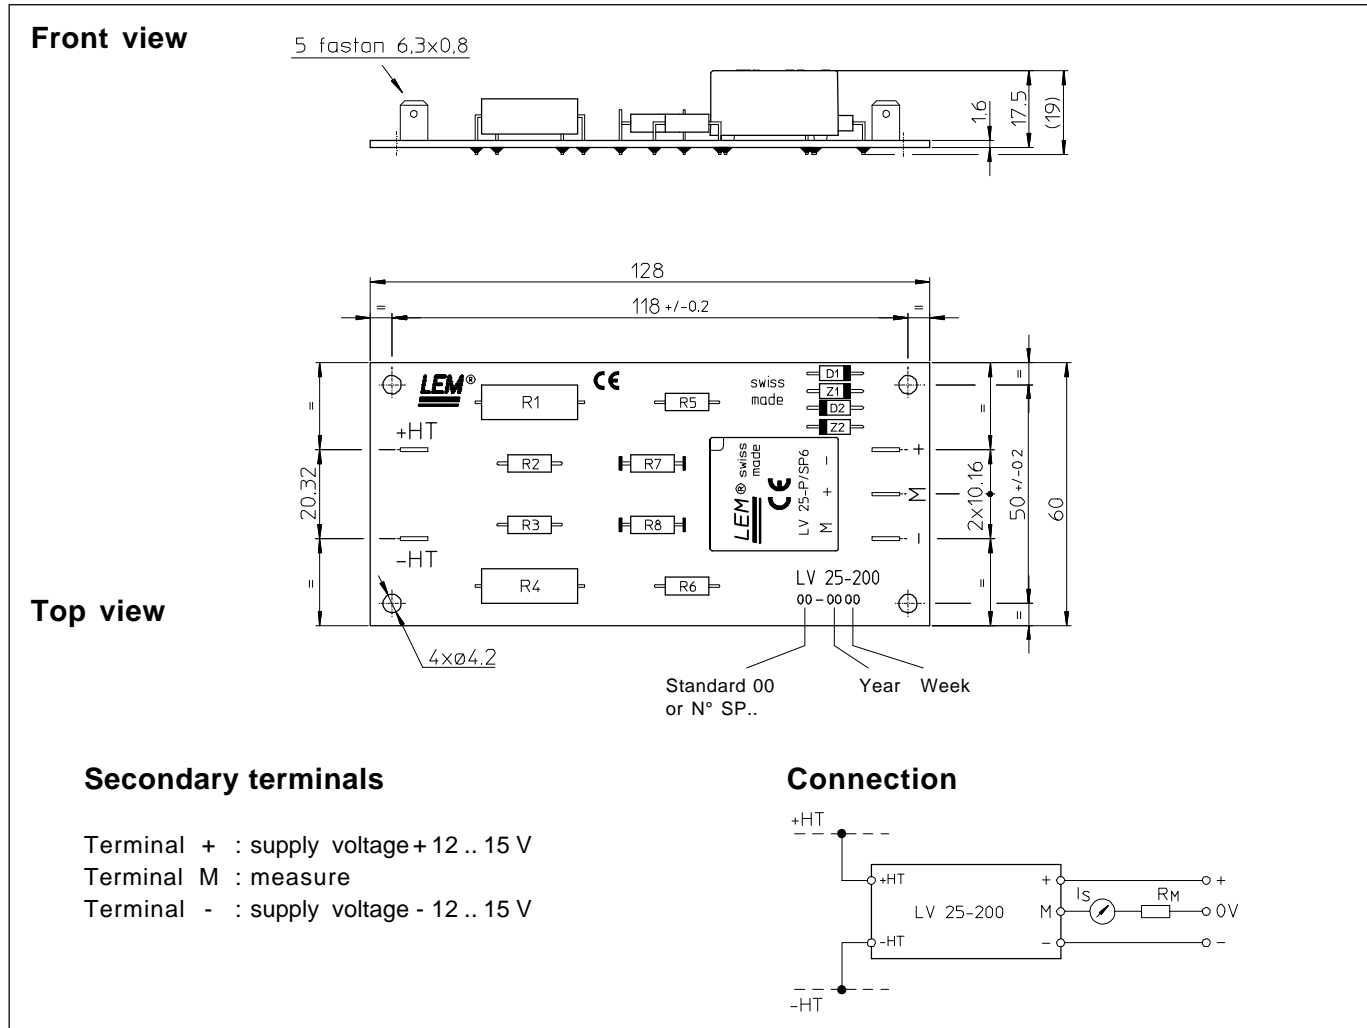 Front view
5 faston 6,3x0,8
1.6
17.5
(19)
128
= 118 +/-0.2 =
LEM®
CE
swiss
made
D1
Z1
D2
Z2
R1
R5
+HT
R2
R7
R3
R8
-HT
R4
R6
LEM® swiss made
CE
LV 25-P/SP6
M + -
+
M
-
=
20.32
=
=
2x10.16
=
=
50 +/-02
=
60
LV 25-200
00-00 00
Top view
4xø4.2
Standard 00
or N° SP..
Year Week
Secondary terminals
Terminal + : supply voltage + 12 .. 15 V
Terminal M : measure
Terminal - : supply voltage - 12 .. 15 V
Connection
+HT
+HT + +
LV 25-200 M IS RM 0V
-HT - -
-HT